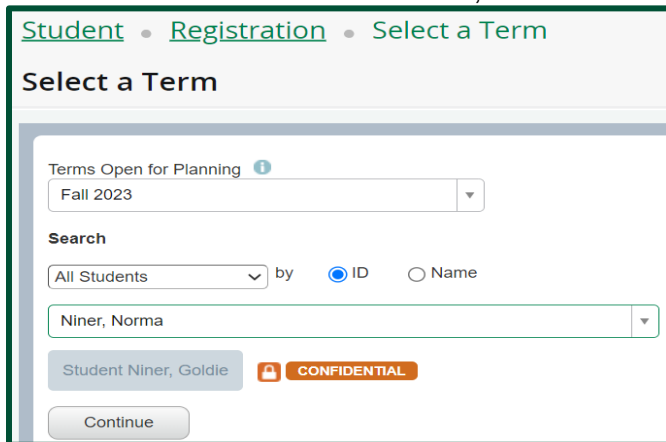 Student • Registration • Select a Term
Select a Term
Terms Open for Planning
Fall 2023
Search
All Students by ID Name
Niner, Norma
Student Niner, Goldie CONFIDENTIAL
Continue